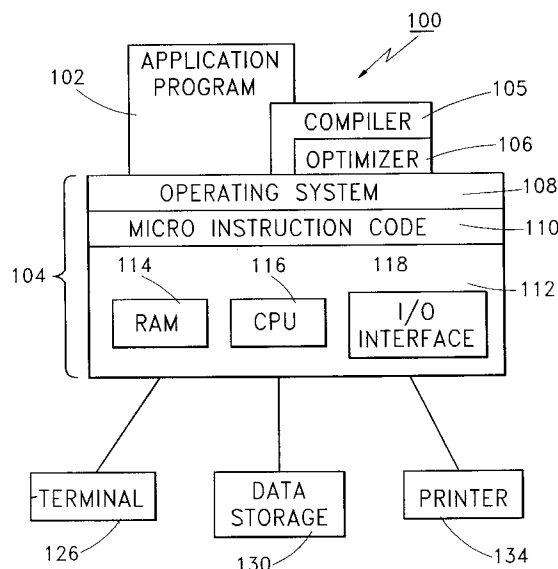 100
APPLICATION
PROGRAM
102
105
COMPILER
106
OPTIMIZER
OPERATING SYSTEM
108
MICRO INSTRUCTION CODE
110
104
114
116
118
112
RAM
CPU
I/O
INTERFACE
TERMINAL
DATA
STORAGE
PRINTER
126
130
134